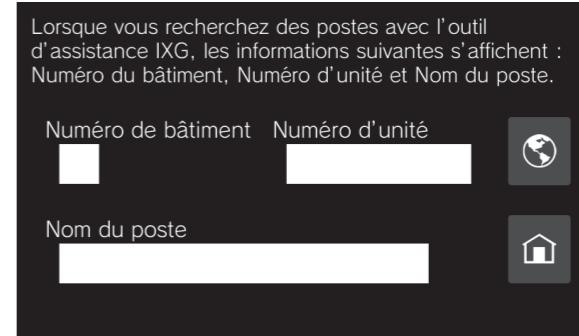 Lorsque vous recherchez des postes avec l'outil
d'assistance IXG, les informations suivantes s'affichent :
Numéro du bâtiment, Numéro d'unité et Nom du poste.
Numéro de bâtiment Numéro d'unité
Nom du poste